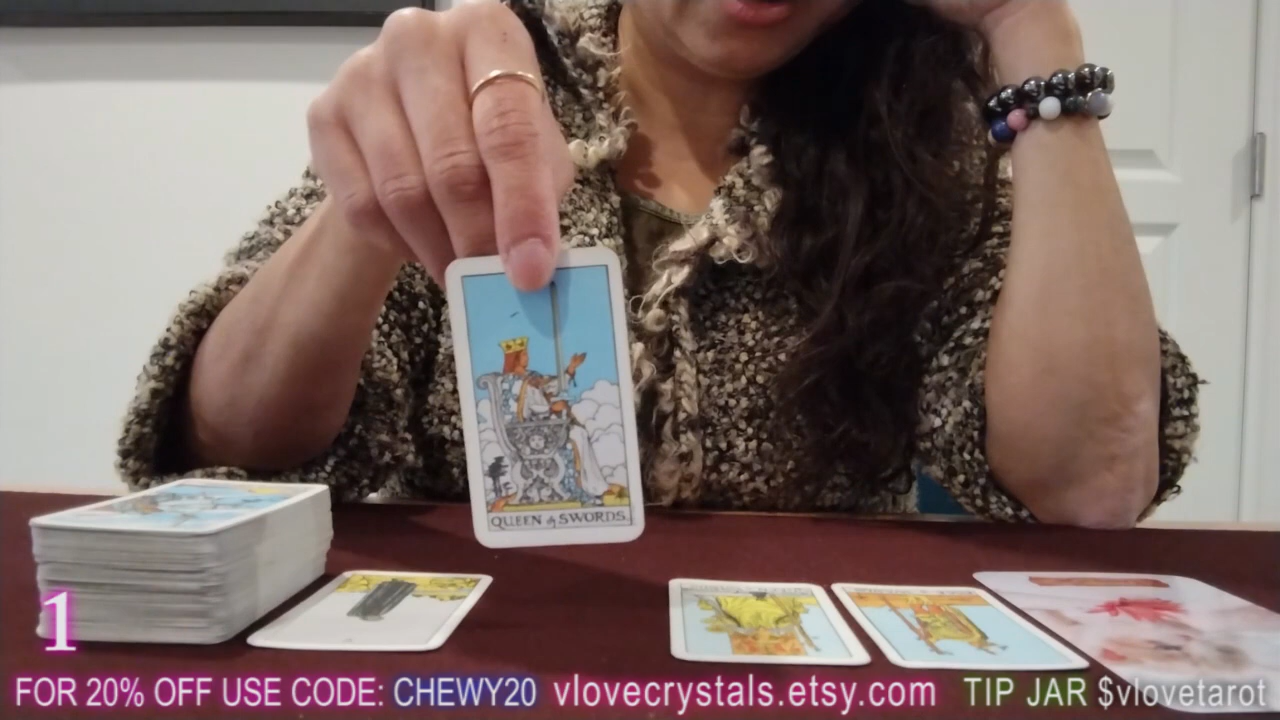 QUEEN of SWORDS.
1
FOR 20% OFF USE CODE: CHEWY20 vlovecrystals.etsy.com TIP JAR $vlovetarot